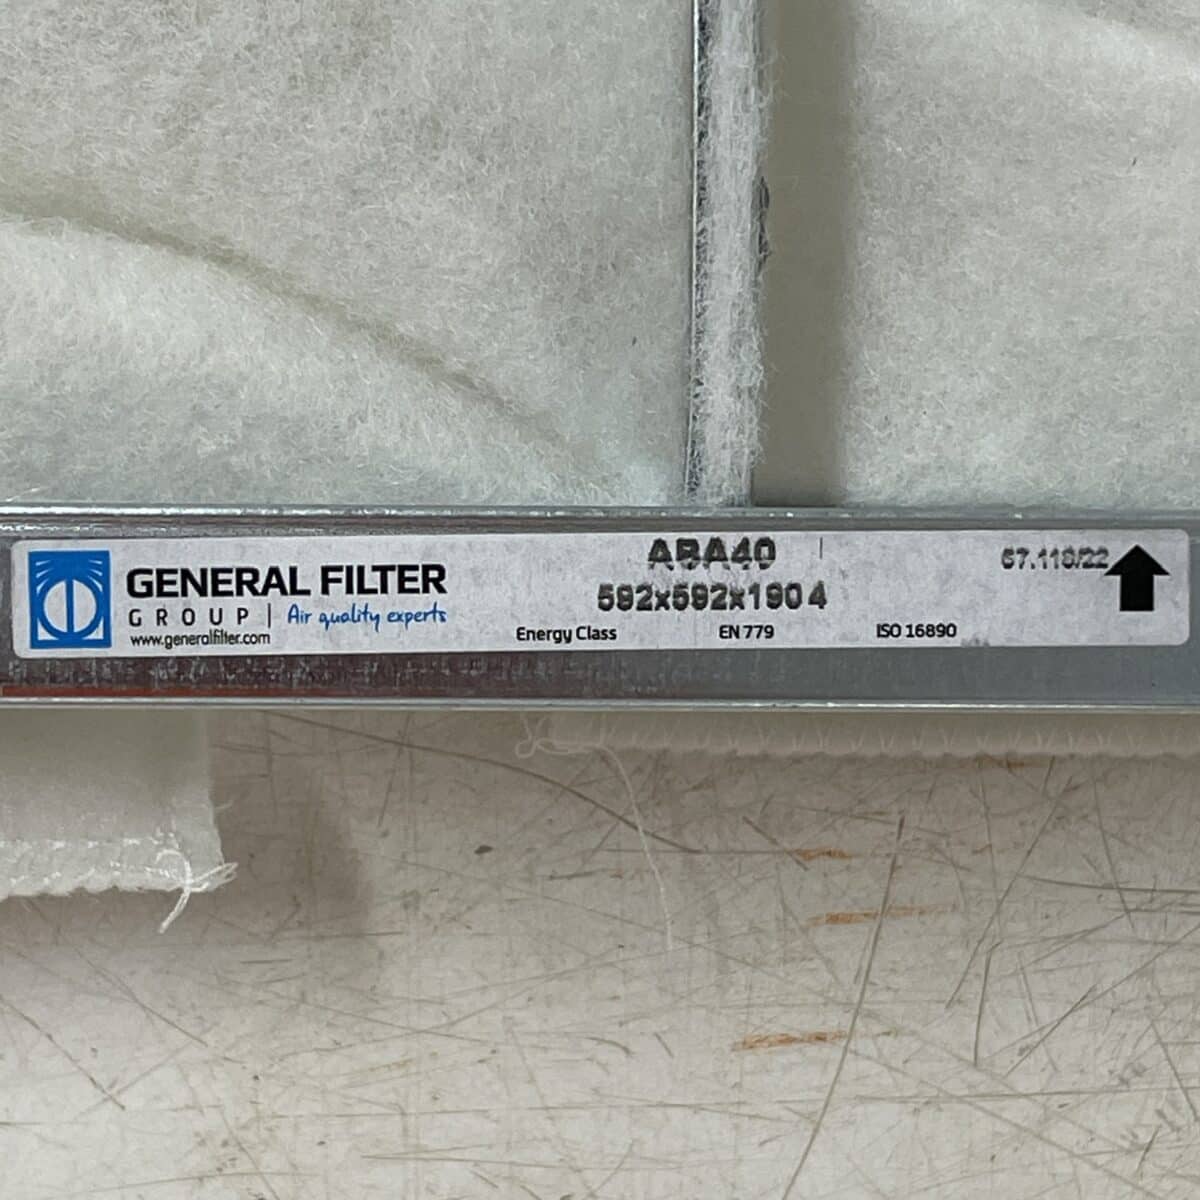 GENERAL FILTER
GROUP | Air quality experts
www.generalfilter.com
ABA40
592x592x190 4
Energy Class
EN 779
ISO 16890
67.118/22